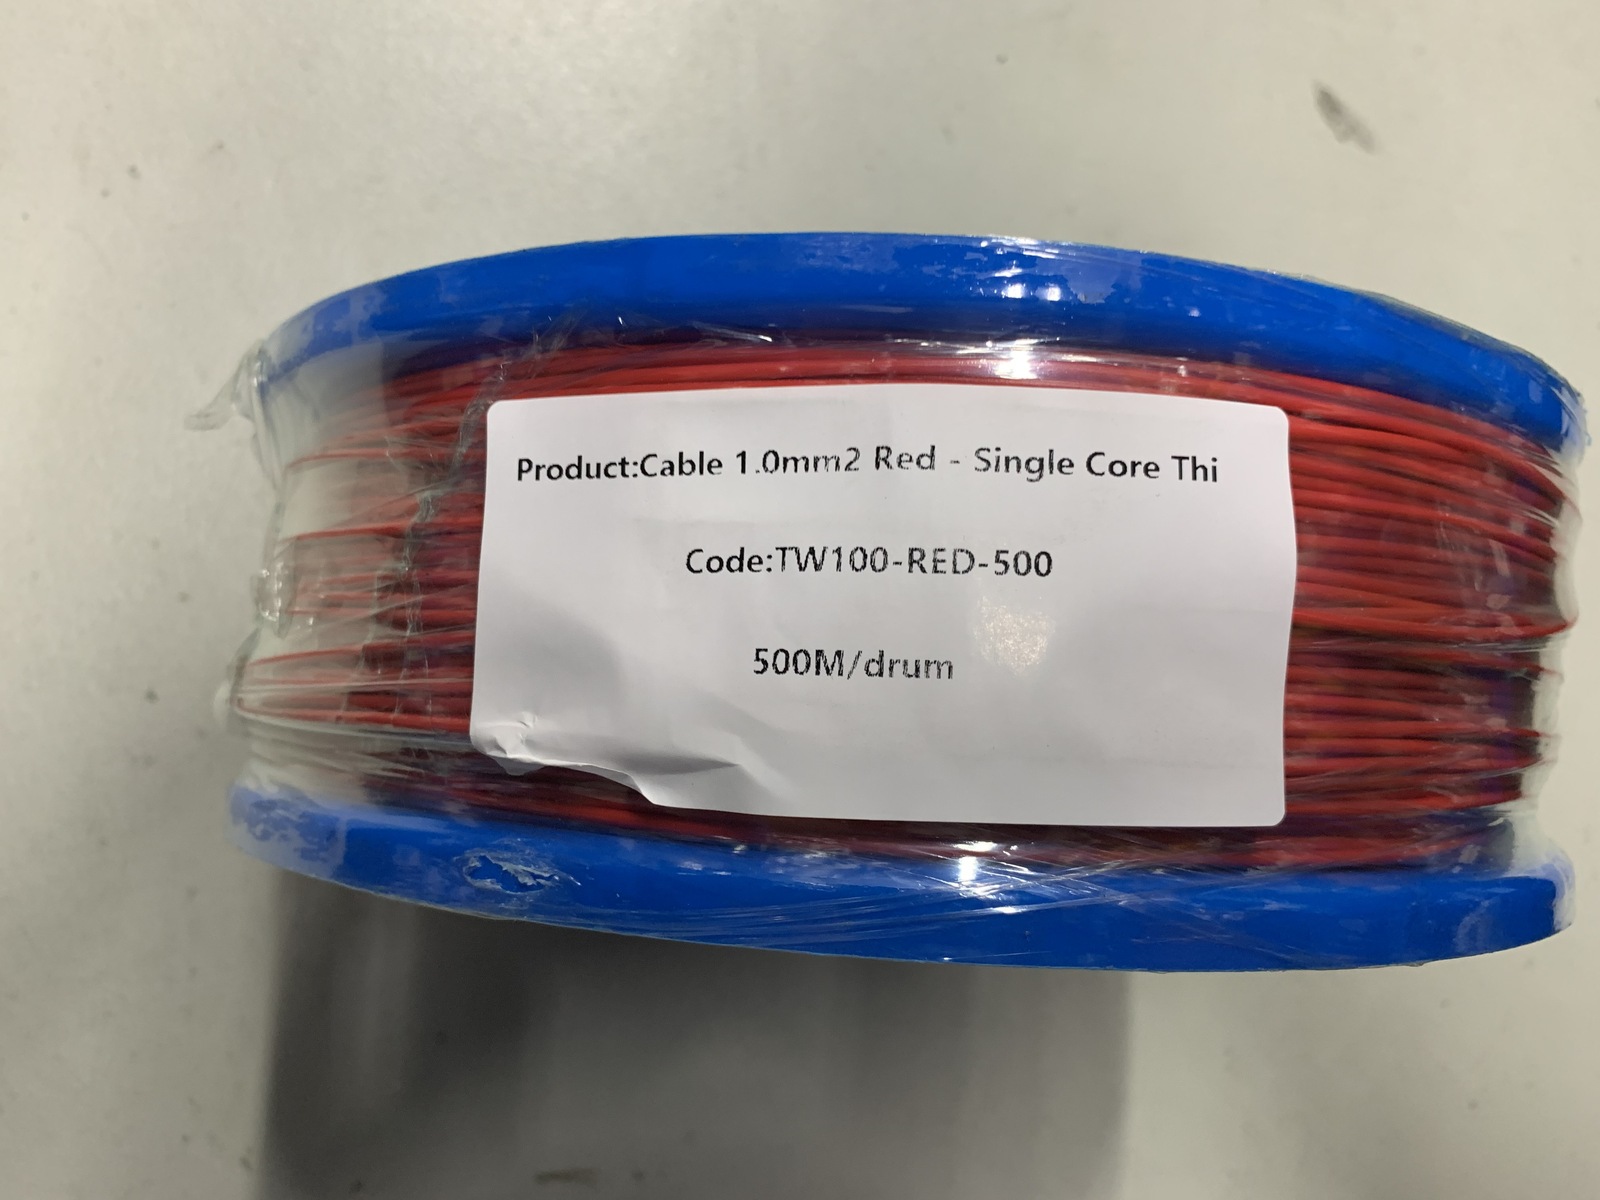 Product:Cable 1.0mm2 Red - Single Core Thi
Code:TW100-RED-500
500M/drum